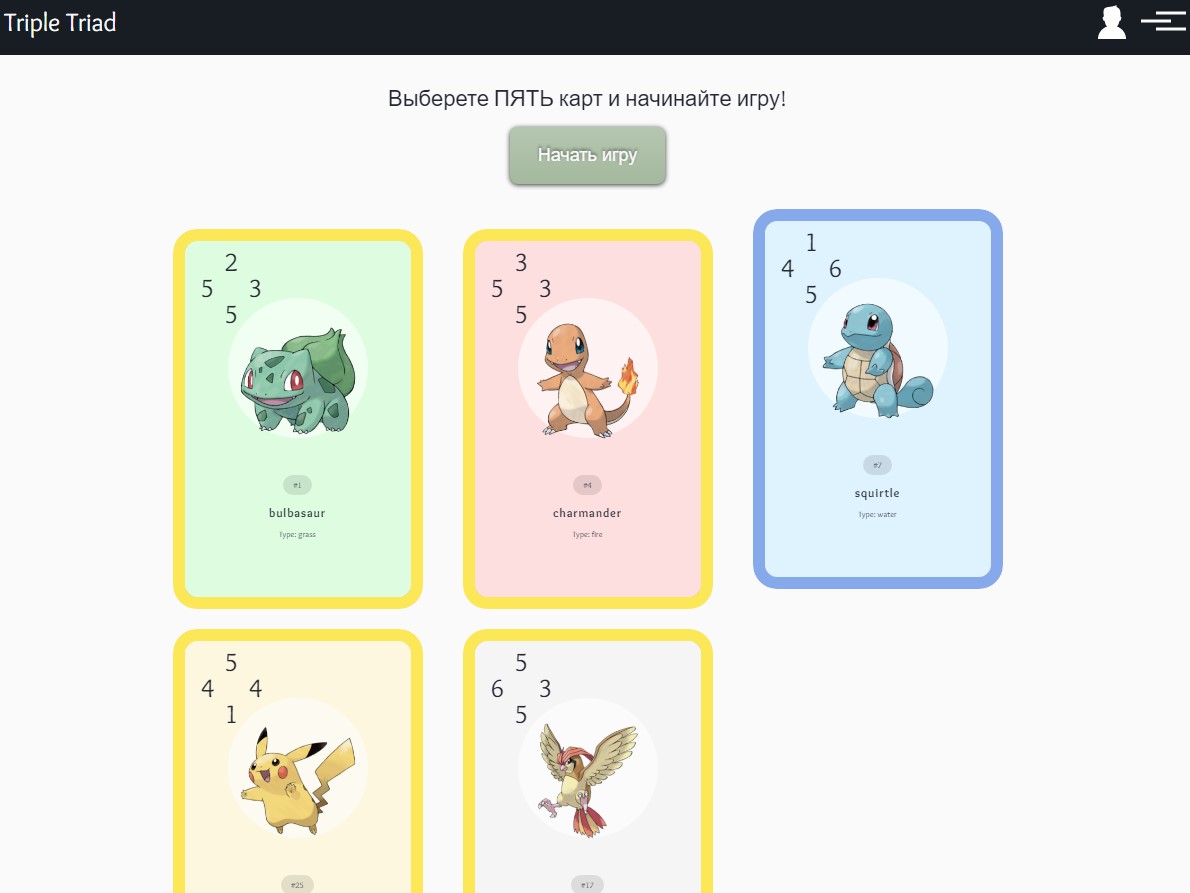 Triple Triad
Выберете ПЯТЬ карт и начинайте игру!
Начать игру
2
5 3
5
#1
bulbasaur
Type: grass
3
5 3
5
#4
charmander
Type: fire
1
4 6
5
#7
squirtle
Type: water
5
4 4
1
#25
5
6 3
5
#17